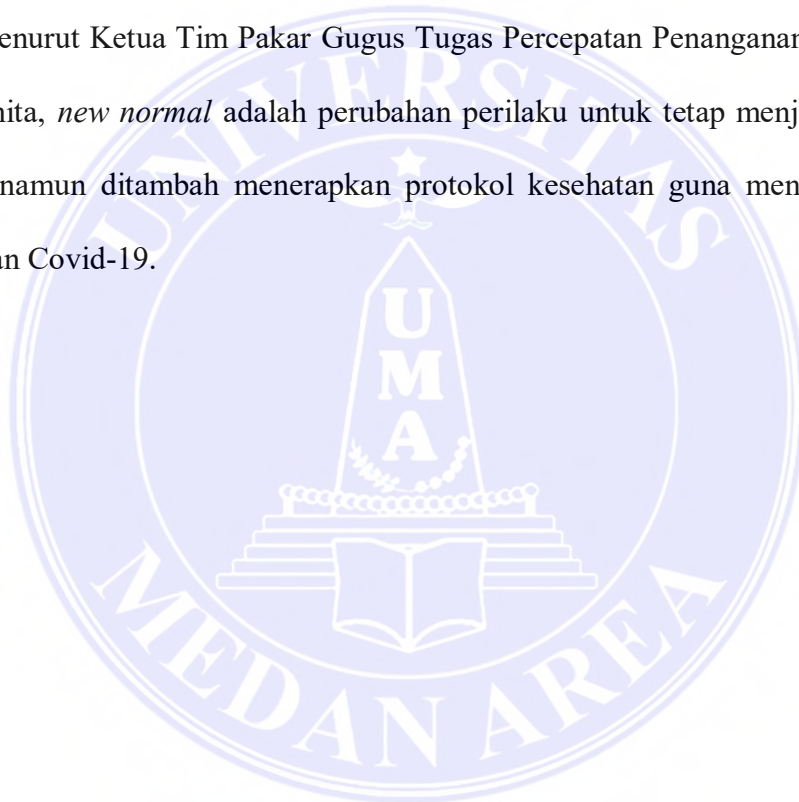 enurut Ketua Tim Pakar Gugus Tugas Percepatan Penanganan
nita, new normal adalah perubahan perilaku untuk tetap menj
namun ditambah menerapkan protokol kesehatan guna men
an Covid-19.
UNIVERSITAS
UMA
MEDAN AREA